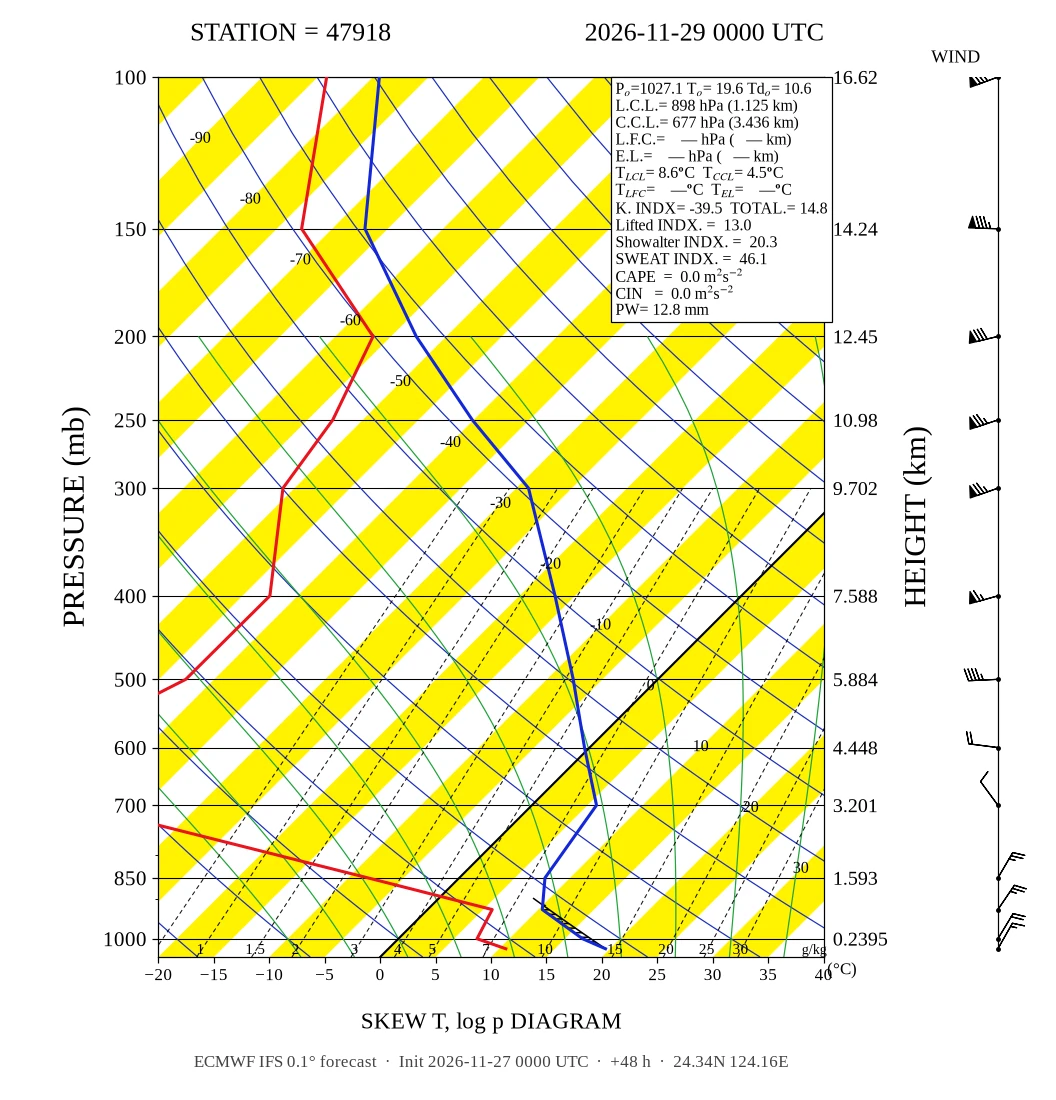 STATION = 47918
2026-11-29 0000 UTC
WIND
P₀=1027.1 T₀= 19.6 Td₀= 10.6
L.C.L.= 898 hPa (1.125 km)
C.C.L.= 677 hPa (3.436 km)
L.F.C.= — hPa ( — km)
E.L.= — hPa ( — km)
T_LCL= 8.6°C T_CCL= 4.5°C
T_LFC= —°C T_EL= —°C
K. INDX= -39.5 TOTAL.= 14.8
Lifted INDX. = 13.0
Showalter INDX. = 20.3
SWEAT INDX. = 46.1
CAPE = 0.0 m²s⁻²
CIN = 0.0 m²s⁻²
PW= 12.8 mm
PRESSURE (mb)
100
150
200
250
300
400
500
600
700
850
1000
-90
-80
-70
-60
-50
-40
-30
-20
-10
0
10
20
30
16.62
14.24
12.45
10.98
9.702
7.588
5.884
4.448
3.201
1.593
0.2395
HEIGHT (km)
1 1.5 2 3 4 5 7 10 15 20 25 30 g/kg
−20 −15 −10 −5 0 5 10 15 20 25 30 35 40 (°C)
SKEW T, log p DIAGRAM
ECMWF IFS 0.1° forecast · Init 2026-11-27 0000 UTC · +48 h · 24.34N 124.16E